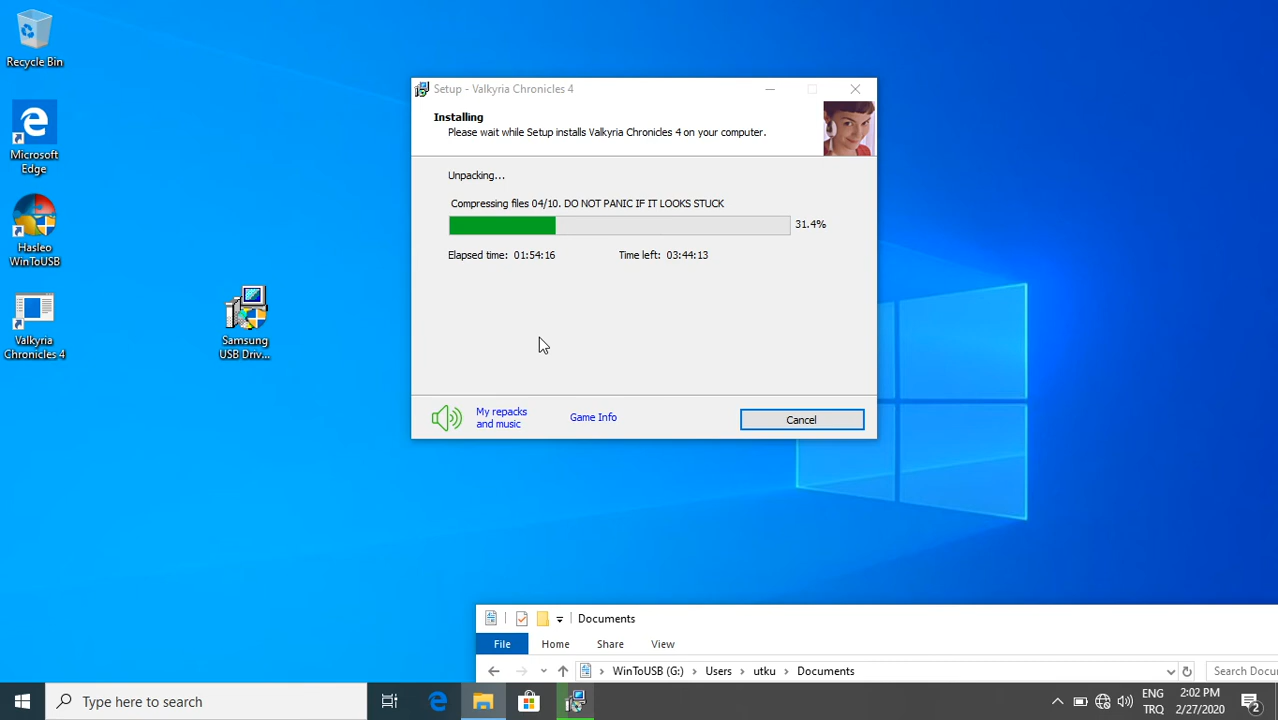 Recycle Bin
Microsoft
Edge
Hasleo
WinToUSB
Valkyria
Chronicles 4
Samsung
USB Driv...
Setup - Valkyria Chronicles 4
Installing
Please wait while Setup installs Valkyria Chronicles 4 on your computer.
Unpacking...
Compressing files 04/10. DO NOT PANIC IF IT LOOKS STUCK
31.4%
Elapsed time: 01:54:16 Time left: 03:44:13
My repacks
and music
Game Info
Cancel
Documents
File Home Share View
WinToUSB (G:) Users utku Documents
Search Docu
Type here to search
ENG 2:02 PM
TRQ 2/27/2020
2